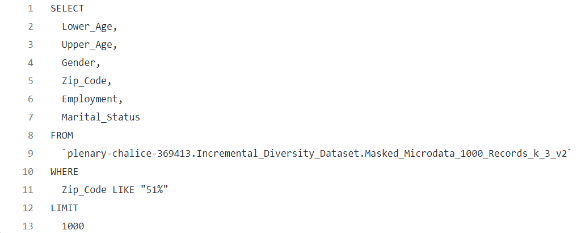 1 SELECT
2 Lower_Age,
3 Upper_Age,
4 Gender,
5 Zip_Code,
6 Employment,
7 Marital_Status
8 FROM
9 `plenary-chalice-369413.Incremental_Diversity_Dataset.Masked_Microdata_1000_Records_k_3_v2`
10 WHERE
11 Zip_Code LIKE "51%"
12 LIMIT
13 1000